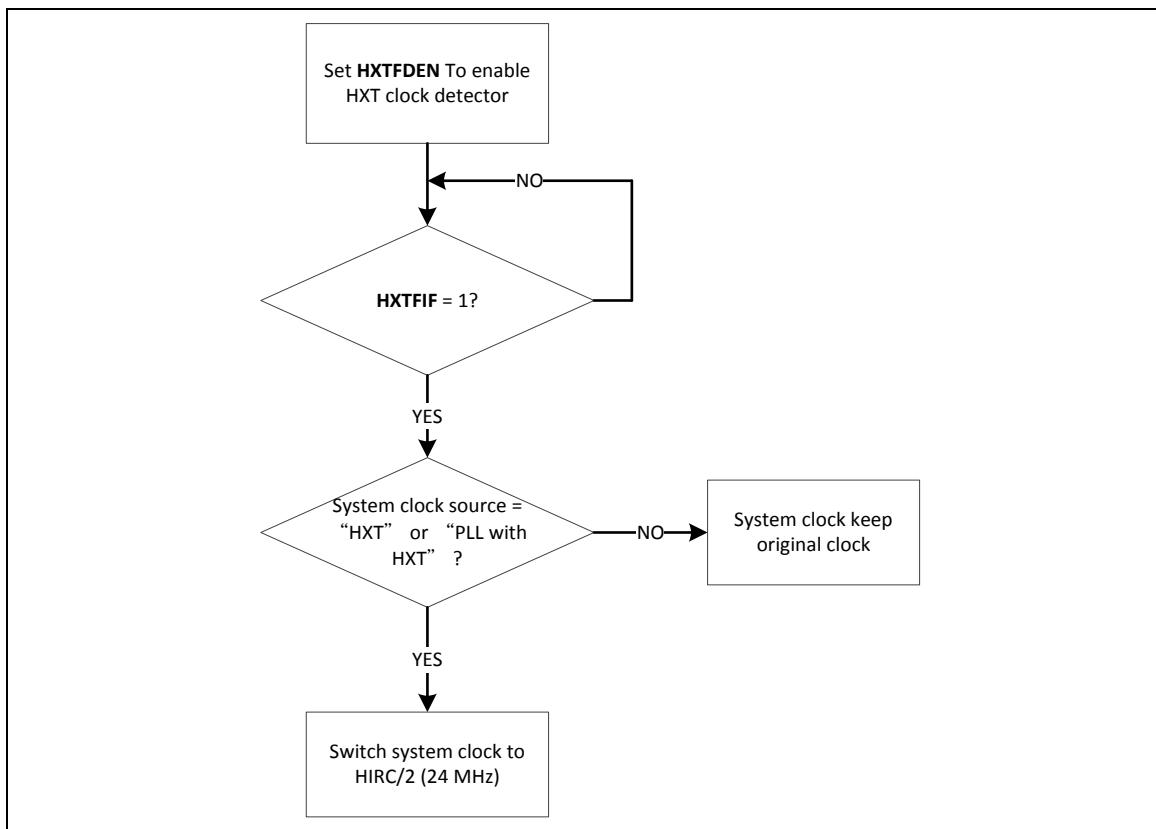 Set HXTFDEN To enable
HXT clock detector
NO
HXTFIF = 1?
YES
System clock source =
“HXT” or “PLL with
HXT” ?
NO
System clock keep
original clock
YES
Switch system clock to
HIRC/2 (24 MHz)